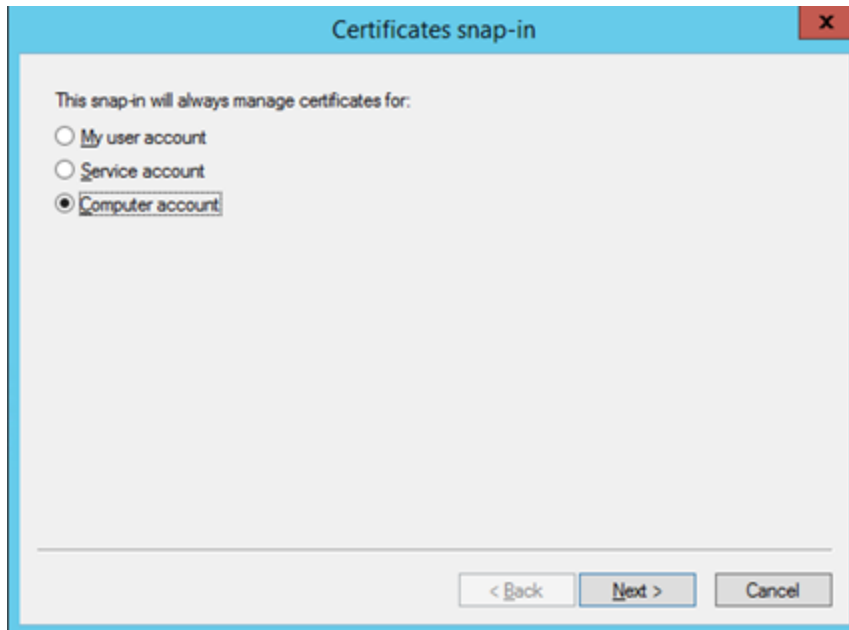 Certificates snap-in
x
This snap-in will always manage certificates for:
My user account
Service account
Computer account
< Back Next > Cancel